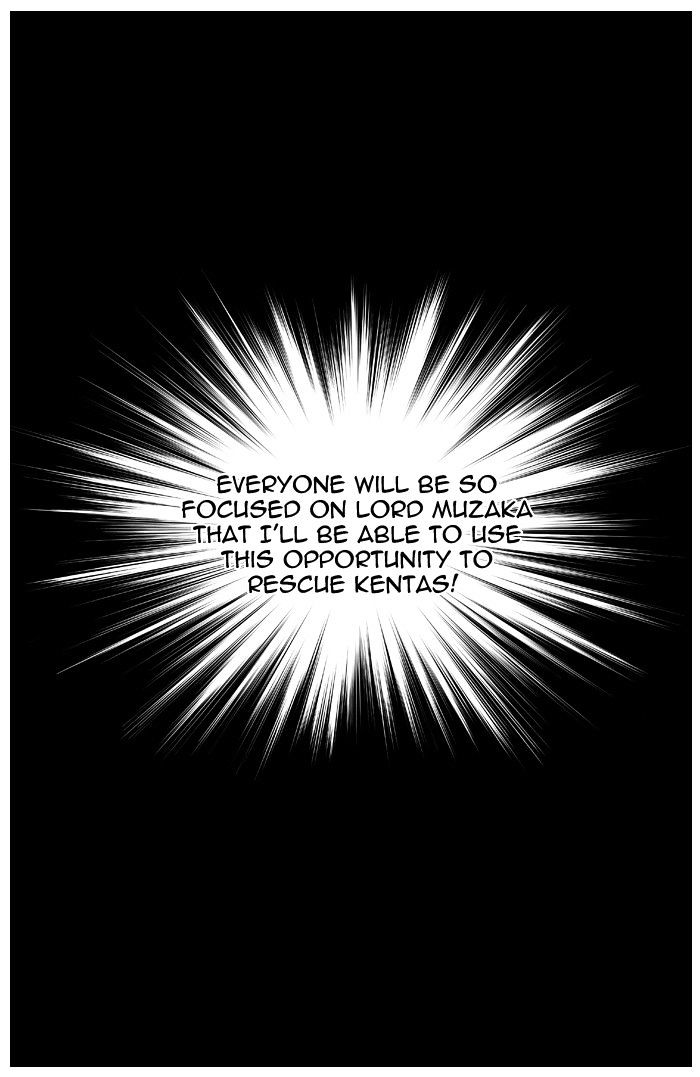 EVERYONE WILL BE SO
FOCUSED ON LORD MUZAKA
THAT I'LL BE ABLE TO USE
THIS OPPORTUNITY TO
RESCUE KENTAS!